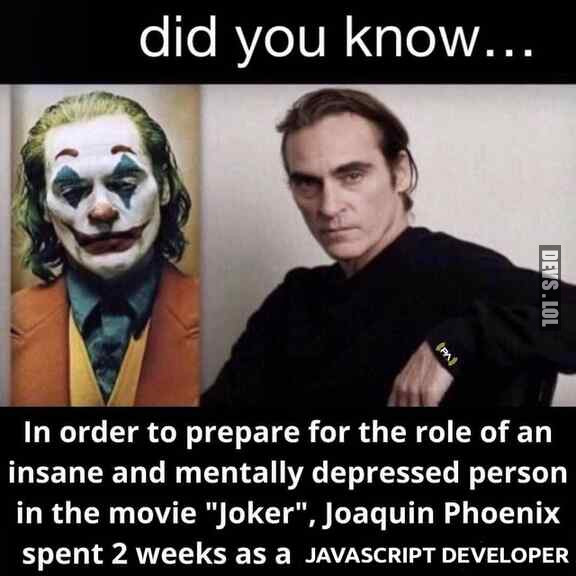 did you know...
DEVS.LOL
In order to prepare for the role of an
insane and mentally depressed person
in the movie "Joker", Joaquin Phoenix
spent 2 weeks as a JAVASCRIPT DEVELOPER